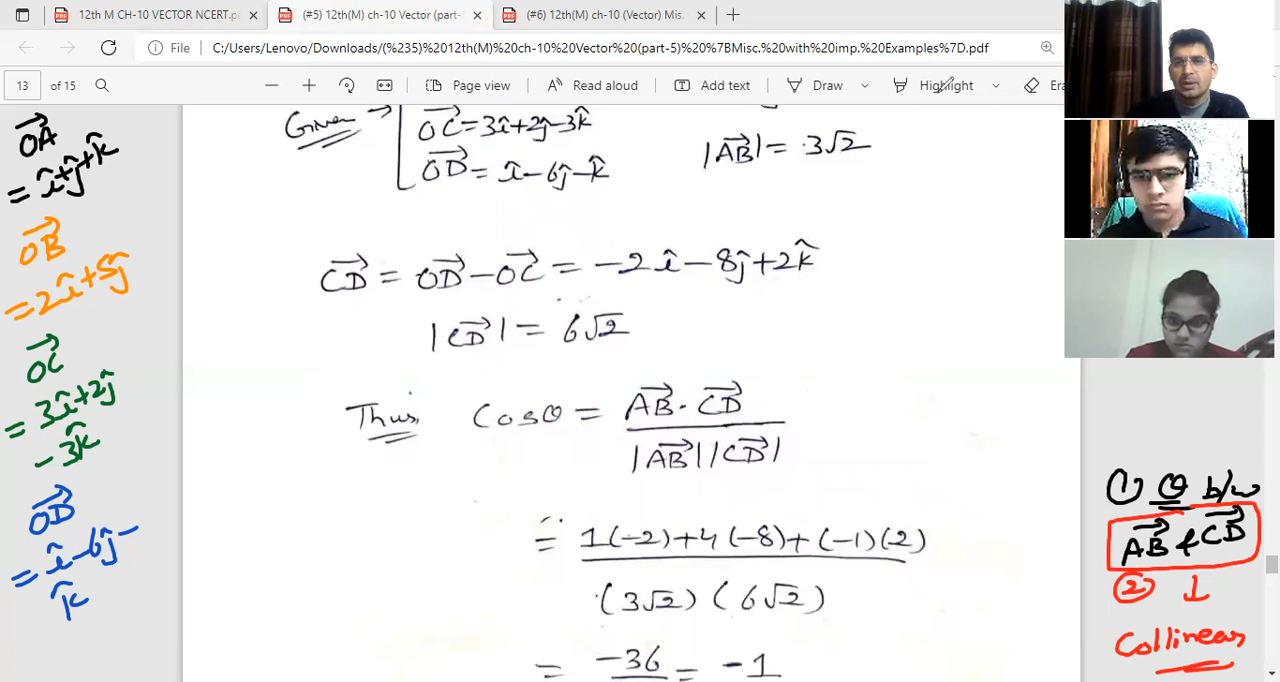 12th M CH-10 VECTOR NCERT.p
(#5) 12th(M) ch-10 Vector (part-5
(#6) 12th(M) ch-10 (Vector) Mis.
File C:/Users/Lenovo/Downloads/(%235)%2012th(M)%20ch-10%20Vector%20(part-5)%20%7BMisc.%20with%20imp.%20Examples%7D.pdf
13 of 15 Page view Read aloud Add text Draw Highlight Era
Given → OC⃗=3î+2ĵ-3k̂
OD⃗= î-6ĵ-k̂
|AB⃗|= 3√2
CD⃗ = OD⃗-OC⃗ = -2î-8ĵ+2k̂
|CD⃗| = 6√2
Thus, Cosθ = AB⃗·CD⃗
|AB⃗||CD⃗|
= 1(-2)+4(-8)+(-1)(2)
(3√2)(6√2)
= -36 = -1
OA⃗
= î+ĵ+k̂
OB⃗
= 2î+5ĵ
OC⃗
= 3î+2ĵ
-3k̂
OD⃗
= î-6ĵ-
k̂
① θ b/w
AB⃗ & CD⃗
② ↓
Collinear